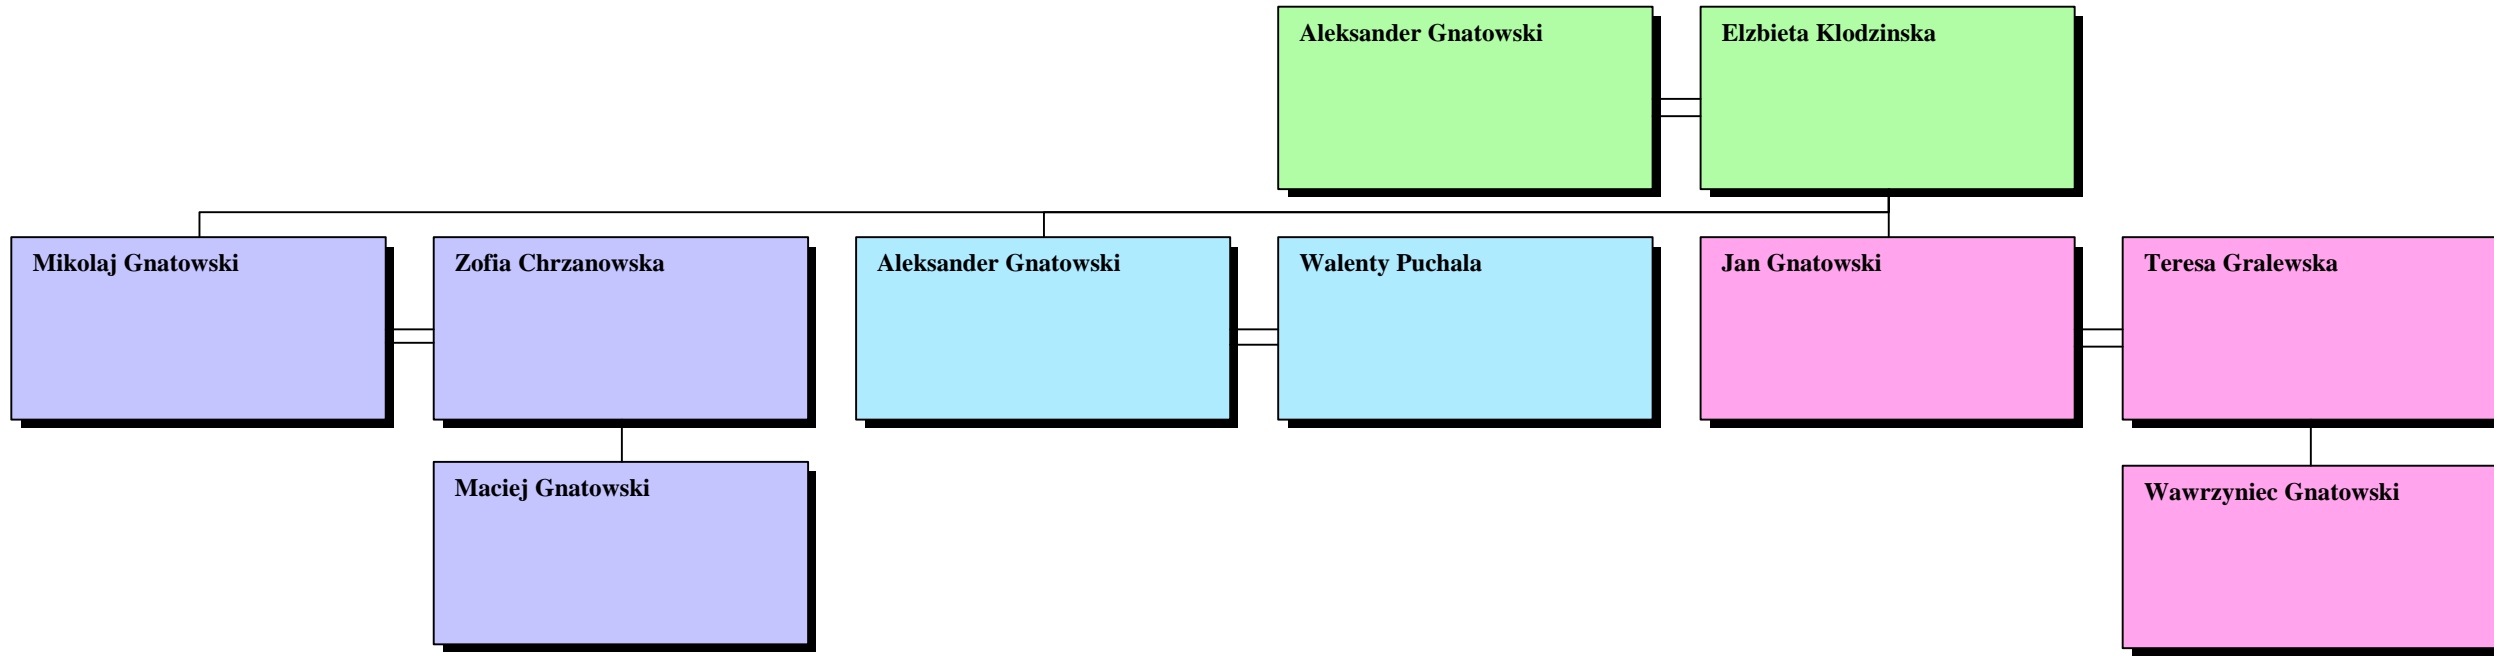 Aleksander Gnatowski
Elzbieta Klodzinska
Mikolaj Gnatowski
Zofia Chrzanowska
Aleksander Gnatowski
Walenty Puchala
Jan Gnatowski
Teresa Gralewska
Maciej Gnatowski
Wawrzyniec Gnatowski